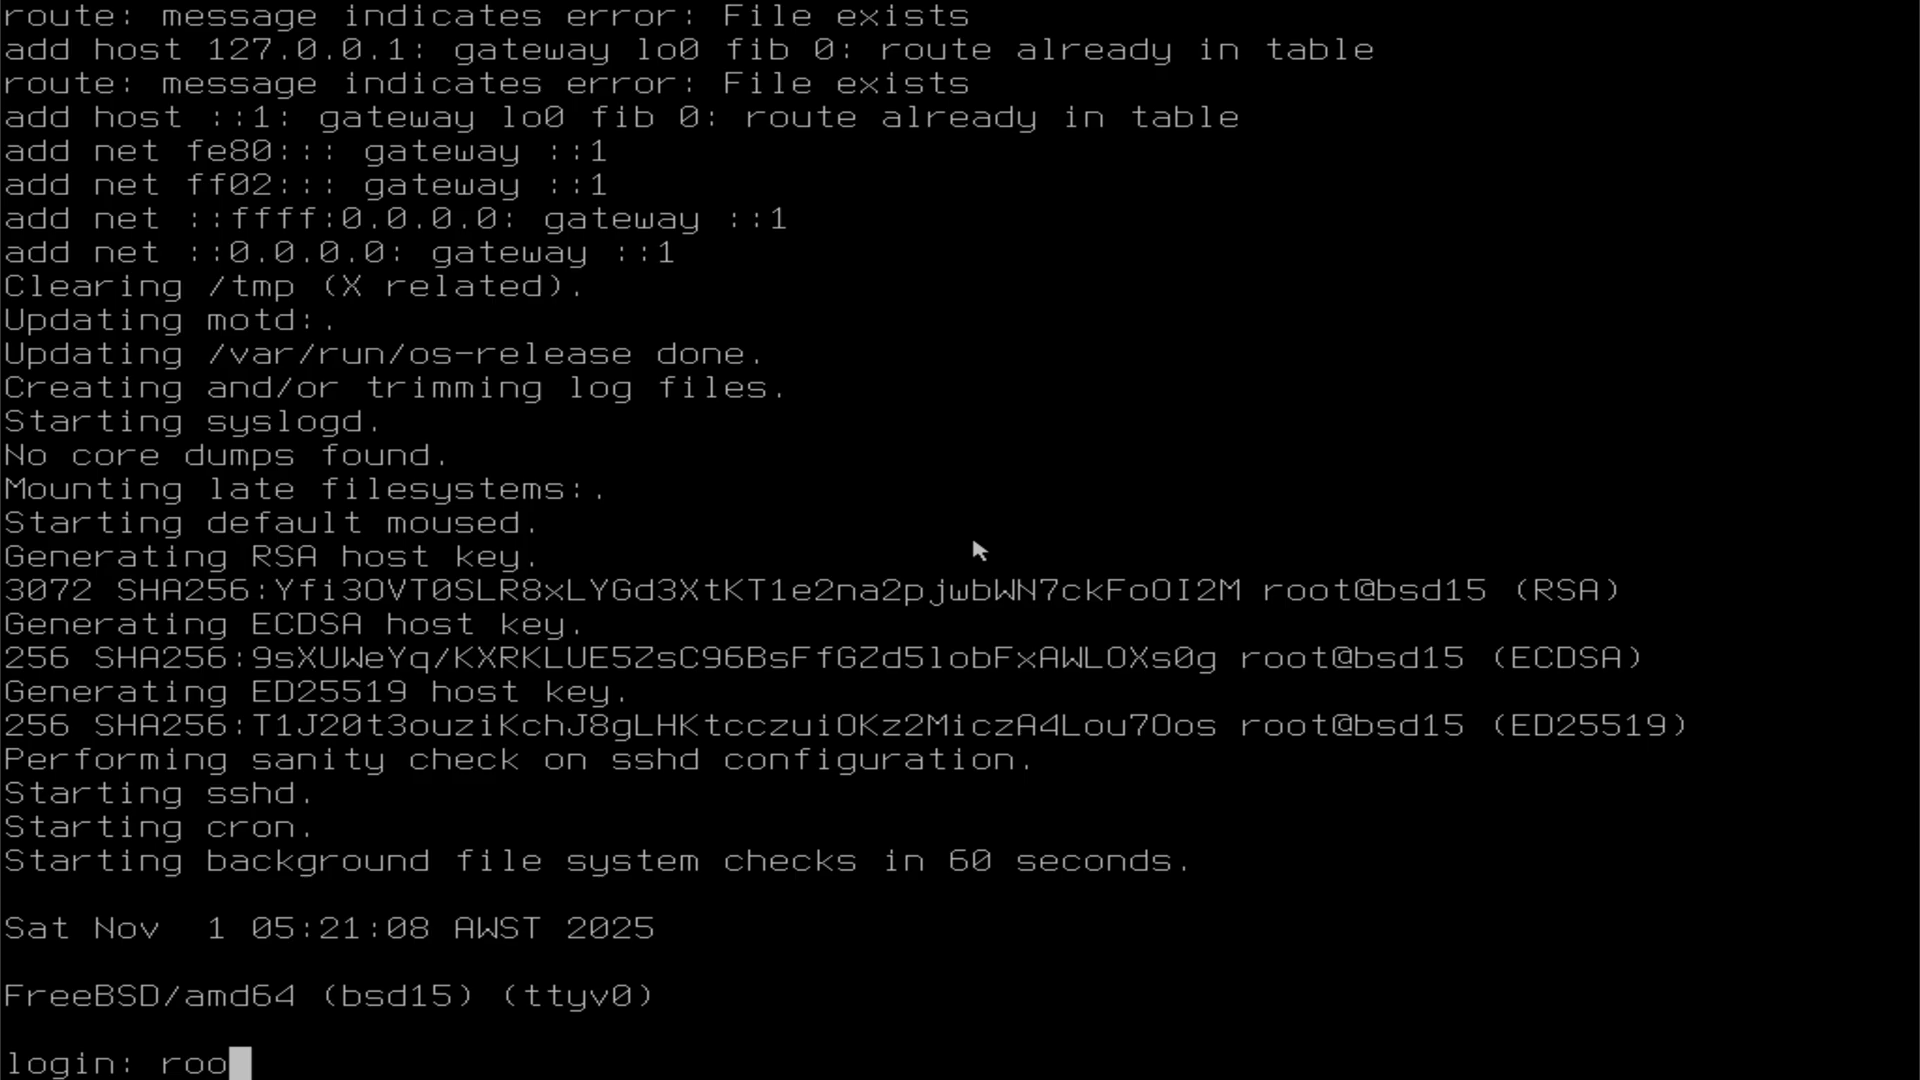 route: message indicates error: File exists
add host 127.0.0.1: gateway lo0 fib 0: route already in table
route: message indicates error: File exists
add host ::1: gateway lo0 fib 0: route already in table
add net fe80::: gateway ::1
add net ff02::: gateway ::1
add net ::ffff:0.0.0.0: gateway ::1
add net ::0.0.0.0: gateway ::1
Clearing /tmp (X related).
Updating motd:.
Updating /var/run/os-release done.
Creating and/or trimming log files.
Starting syslogd.
No core dumps found.
Mounting late filesystems:.
Starting default moused.
Generating RSA host key.
3072 SHA256:Yfi3OVT0SLR8xLYGd3XtKT1e2na2pjwbWN7ckFoOI2M root@bsd15 (RSA)
Generating ECDSA host key.
256 SHA256:9sXUWeYq/KXRKLUE5ZsC96BsFfGZd5lobFxAWLOXs0g root@bsd15 (ECDSA)
Generating ED25519 host key.
256 SHA256:T1J20t3ouziKchJ8gLHKtcczuiOKz2MiczA4Lou7Oos root@bsd15 (ED25519)
Performing sanity check on sshd configuration.
Starting sshd.
Starting cron.
Starting background file system checks in 60 seconds.
Sat Nov  1 05:21:08 AWST 2025
FreeBSD/amd64 (bsd15) (ttyv0)
login: roo